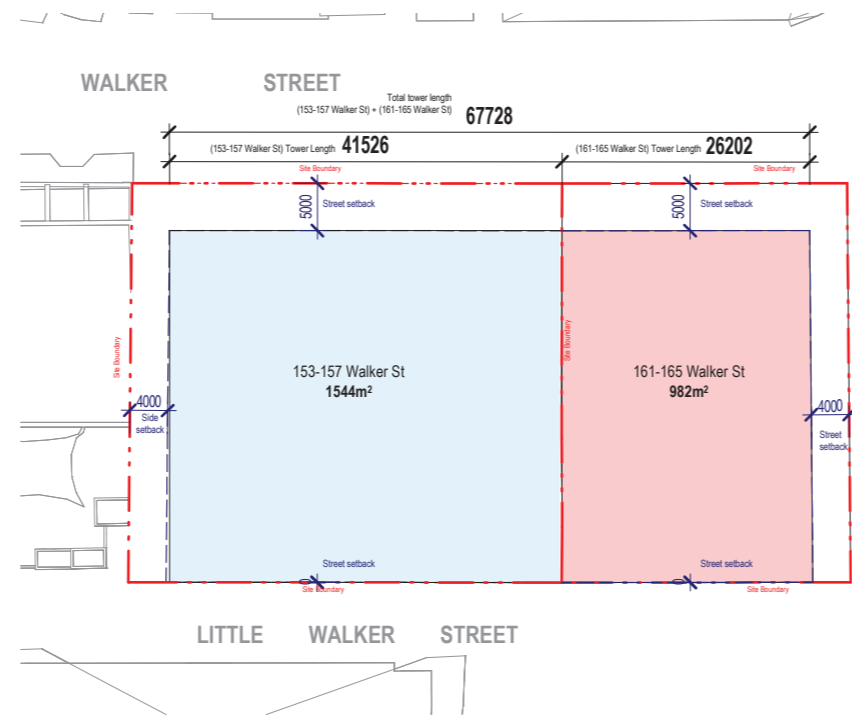 WALKER STREET
Total tower length
(153-157 Walker St) + (161-165 Walker St) 67728
(153-157 Walker St) Tower Length 41526
(161-165 Walker St) Tower Length 26202
Site Boundary
Site Boundary
5000
Street setback
5000
Street setback
Site Boundary
Site Boundary
153-157 Walker St
1544m²
161-165 Walker St
982m²
4000
Side
setback
4000
Street
setback
Street setback
0
Site Boundary
Street setback
0
Site Boundary
LITTLE WALKER STREET